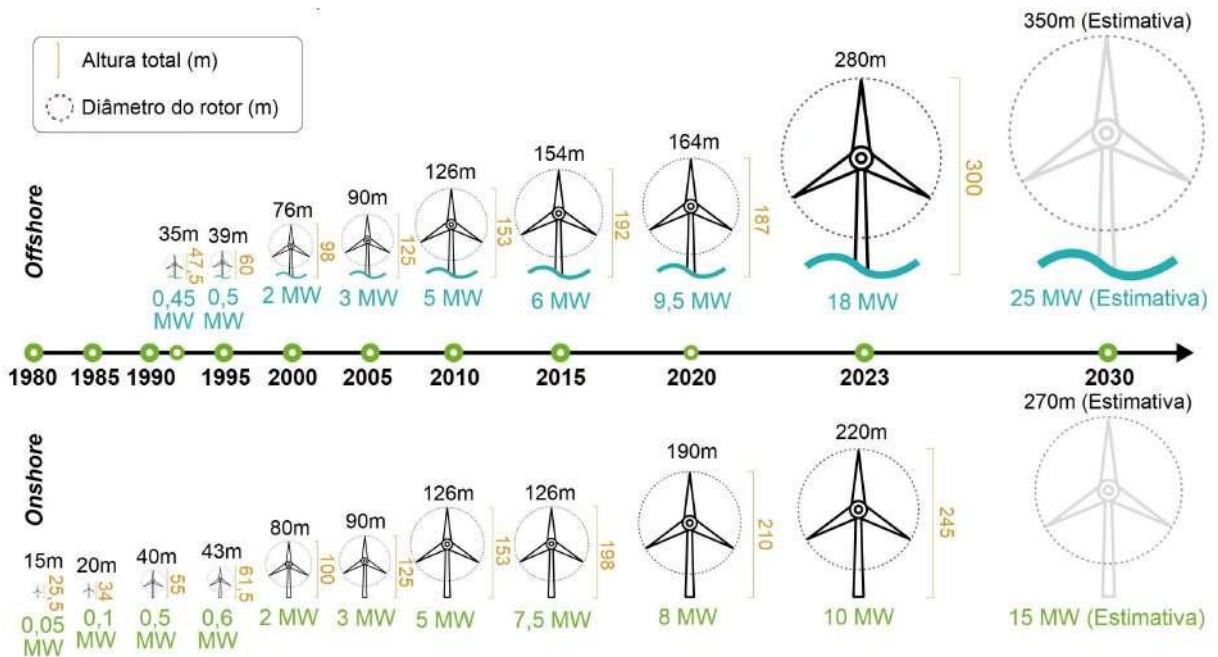 Altura total (m)
Diâmetro do rotor (m)
Offshore
35m
47,5
0,45
MW
39m
60
0,5
MW
76m
98
2 MW
90m
125
3 MW
126m
153
5 MW
154m
192
6 MW
164m
187
9,5 MW
280m
300
18 MW
350m (Estimativa)
25 MW (Estimativa)
1980 1985 1990 1995 2000 2005 2010 2015 2020 2023 2030
Onshore
15m
25,5
0,05
MW
20m
34
0,1
MW
40m
55
0,5
MW
43m
61,5
0,6
MW
80m
100
2 MW
90m
125
3 MW
126m
153
5 MW
126m
198
7,5 MW
190m
210
8 MW
220m
245
10 MW
270m (Estimativa)
15 MW (Estimativa)